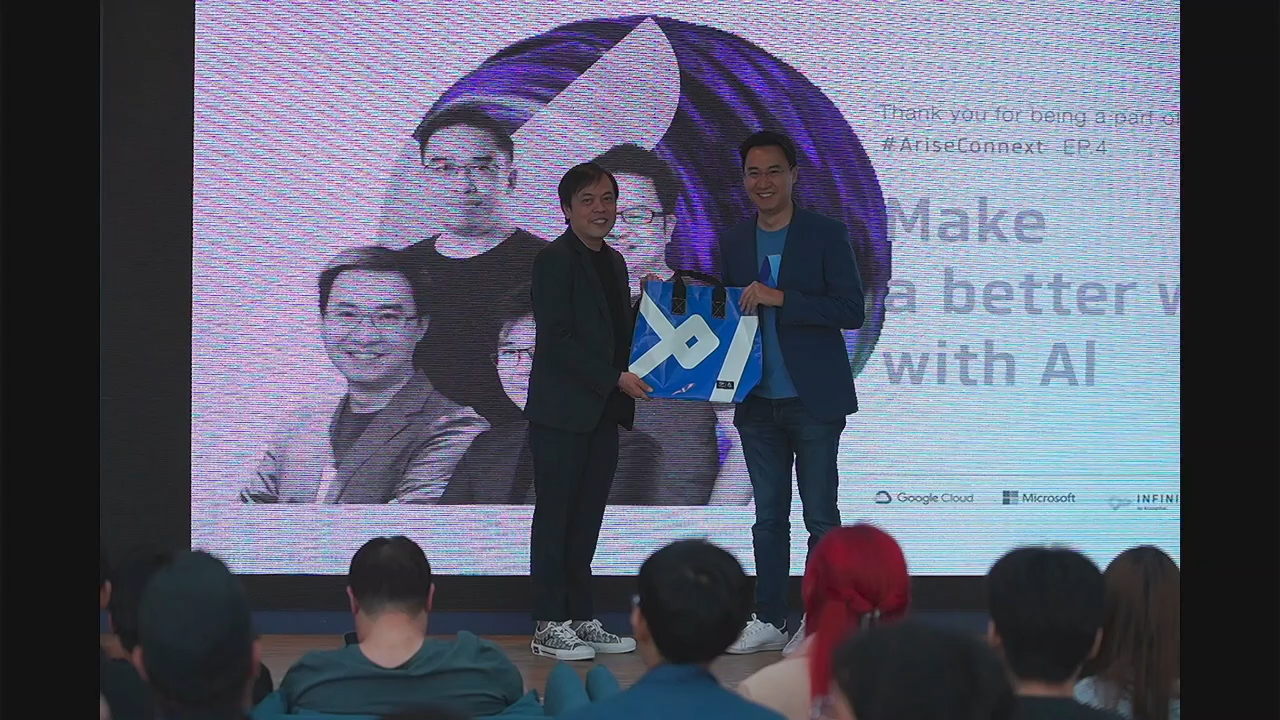 Thank you for being a part of
#AriseConnext EP.4
Make
a better
with AI
Google Cloud
Microsoft
INFINI